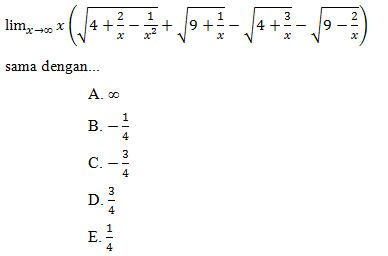 lim_{x→∞} x (√(4 + 2/x − 1/x²) + √(9 + 1/x) − √(4 + 3/x) − √(9 − 2/x))
sama dengan...
A. ∞
B. −1/4
C. −3/4
D. 3/4
E. 1/4